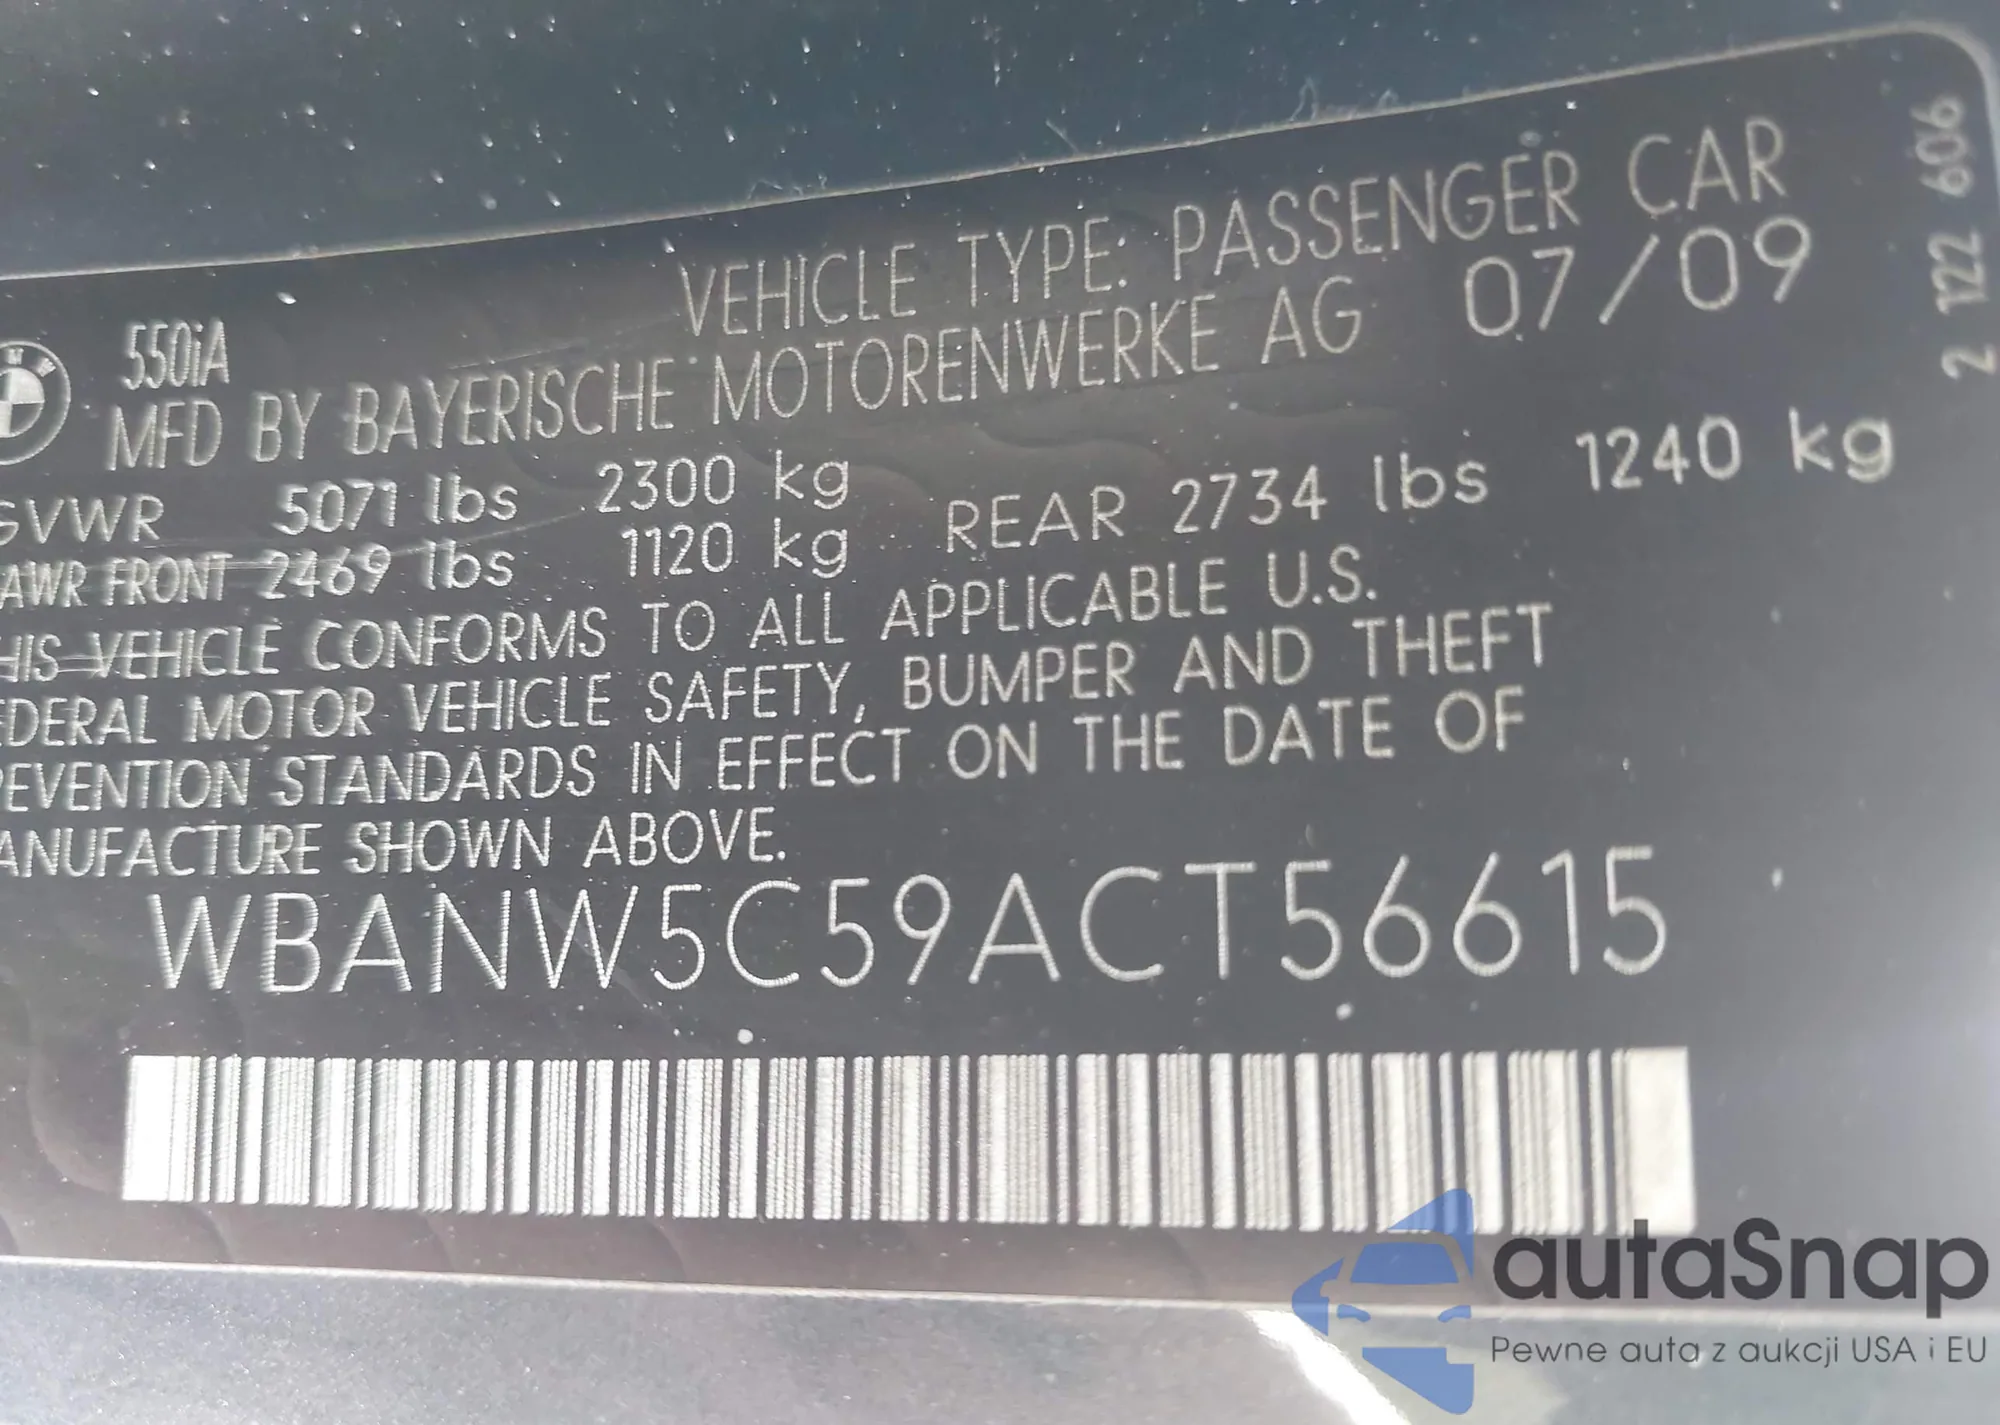 VEHICLE TYPE: PASSENGER CAR
550iA
MFD BY BAYERISCHE MOTORENWERKE AG 07/09
GVWR 5071 lbs 2300 kg
AWR FRONT 2469 lbs 1120 kg REAR 2734 lbs 1240 kg
HIS VEHICLE CONFORMS TO ALL APPLICABLE U.S.
EDERAL MOTOR VEHICLE SAFETY, BUMPER AND THEFT
REVENTION STANDARDS IN EFFECT ON THE DATE OF
ANUFACTURE SHOWN ABOVE.
WBANW5C59ACT56615
2 122 606
autaSnap
Pewne auta z aukcji USA i EU